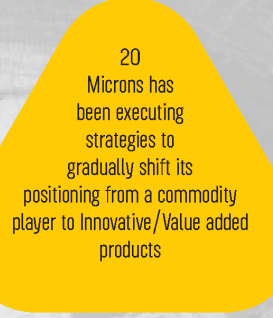 20
Microns has
been executing
strategies to
gradually shift its
positioning from a commodity
player to Innovative/Value added
products